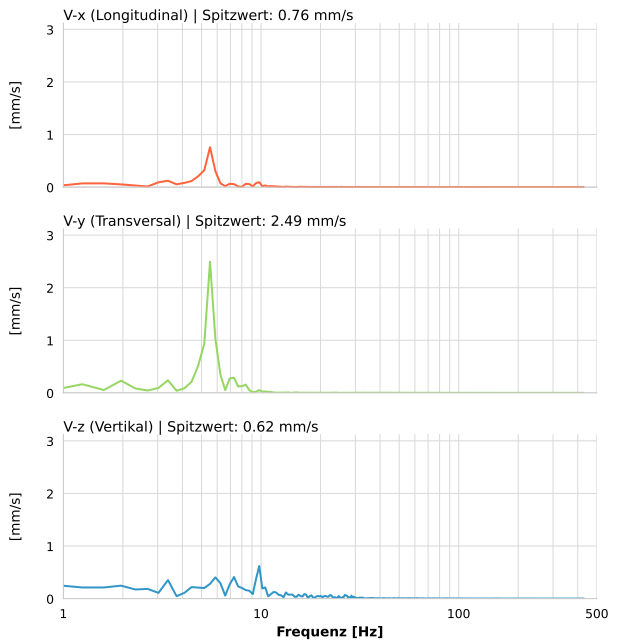 V-x (Longitudinal) | Spitzwert: 0.76 mm/s
3
2
1
0
[mm/s]
V-y (Transversal) | Spitzwert: 2.49 mm/s
3
2
1
0
[mm/s]
V-z (Vertikal) | Spitzwert: 0.62 mm/s
3
2
1
0
[mm/s]
1 10 100 500
Frequenz [Hz]